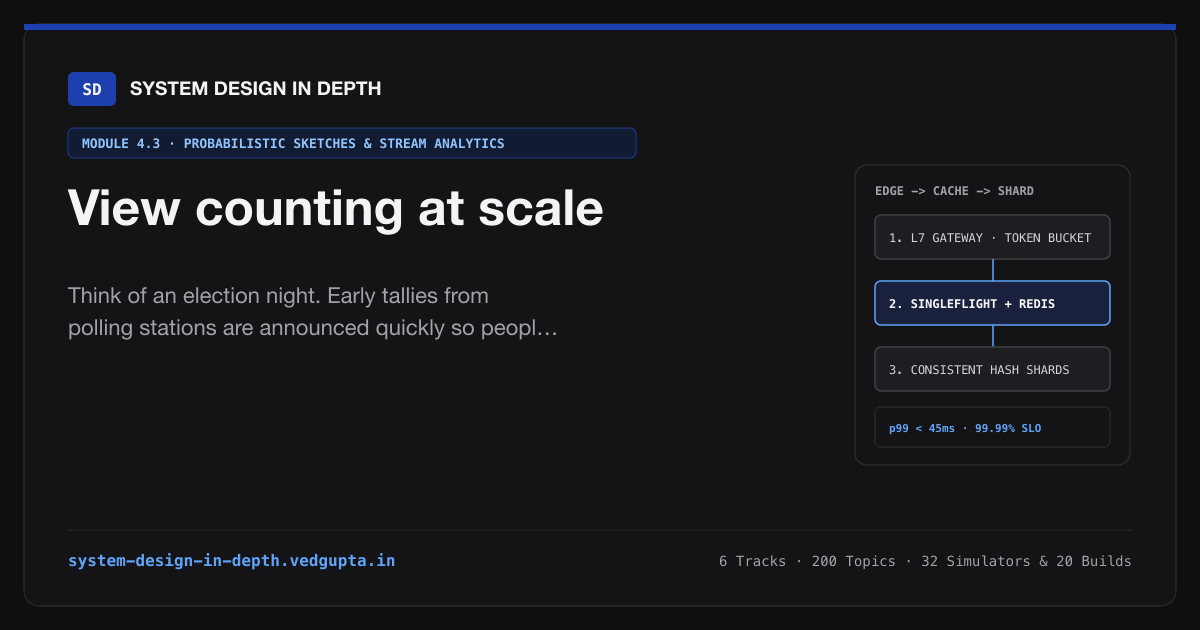 SD
SYSTEM DESIGN IN DEPTH
MODULE 4.3 · PROBABILISTIC SKETCHES & STREAM ANALYTICS
View counting at scale
Think of an election night. Early tallies from
polling stations are announced quickly so peopl…
EDGE —> CACHE —> SHARD
1. L7 GATEWAY · TOKEN BUCKET
2. SINGLEFLIGHT + REDIS
3. CONSISTENT HASH SHARDS
p99 < 45ms · 99.99% SLO
system-design-in-depth.vedgupta.in
6 Tracks · 200 Topics · 32 Simulators & 20 Builds